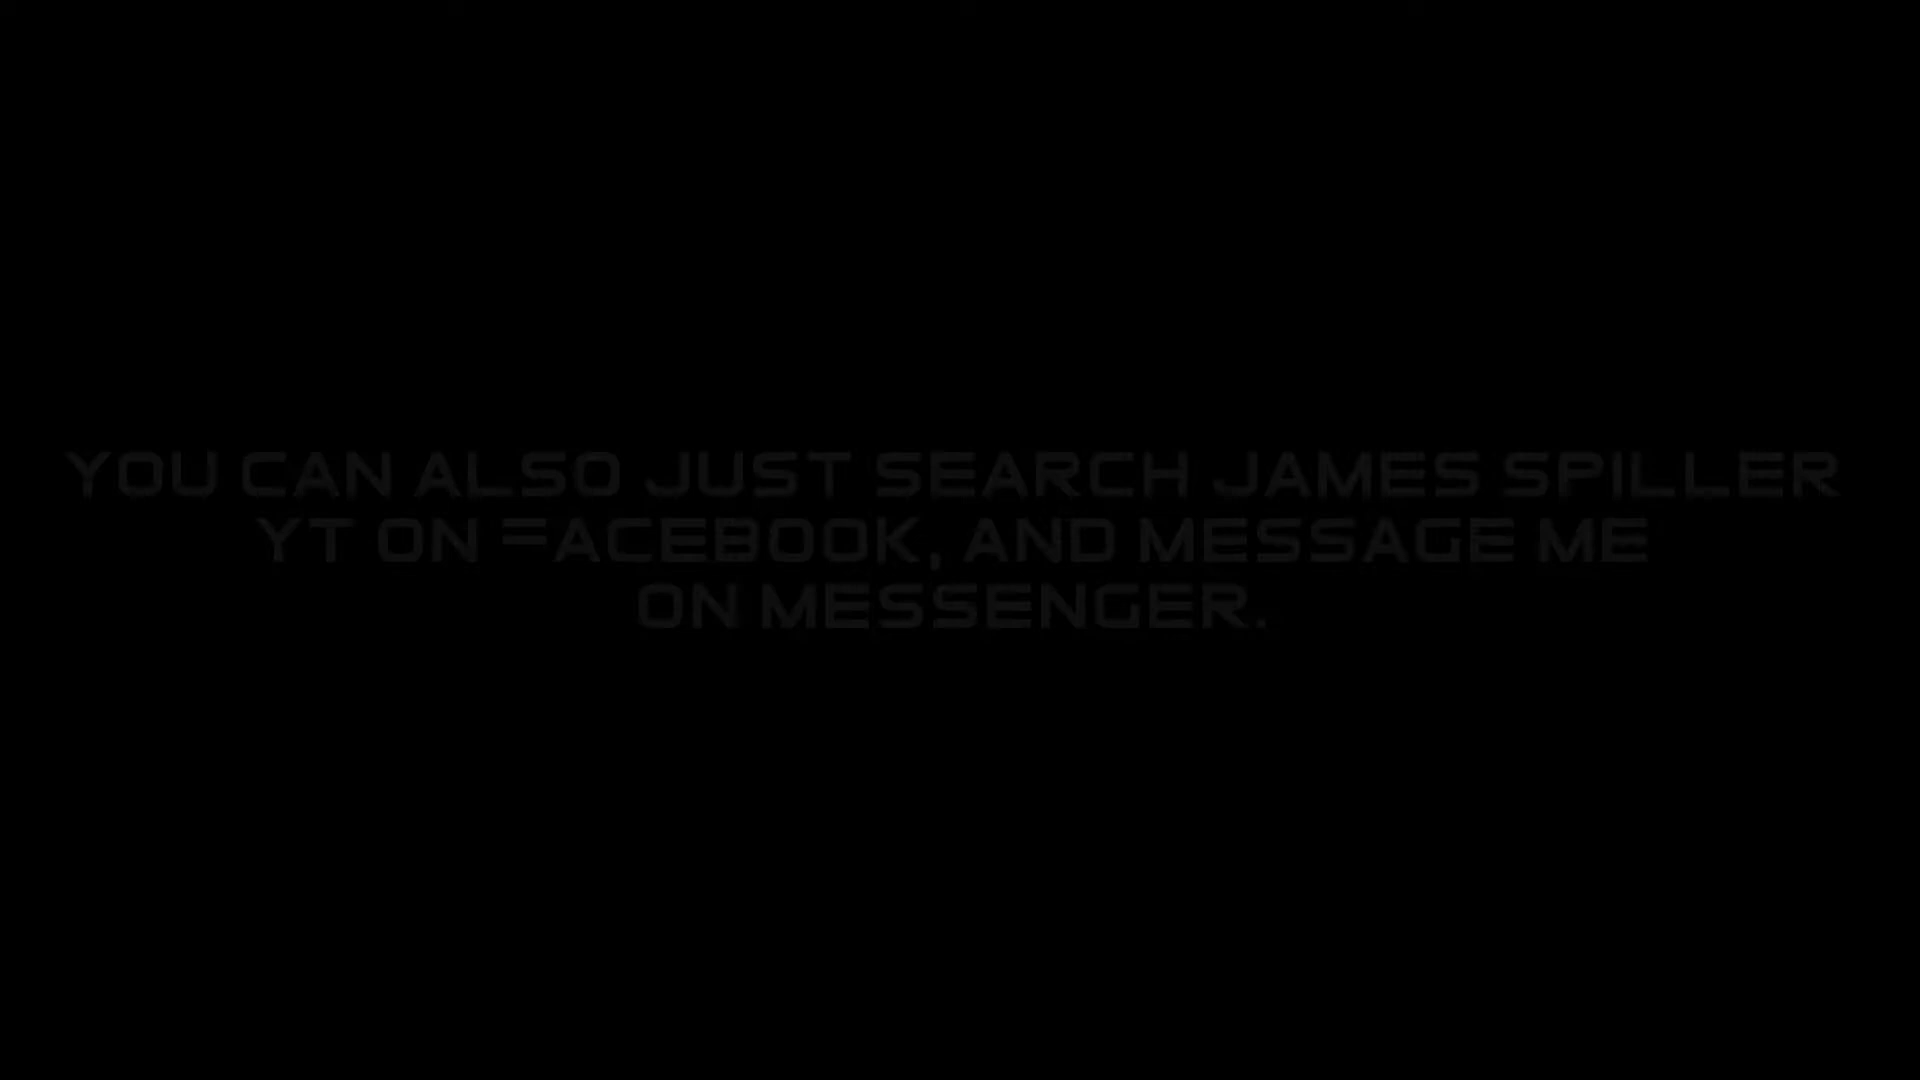 YOU CAN ALSO JUST SEARCH JAMES SPILLER
YT ON FACEBOOK, AND MESSAGE ME
ON MESSENGER.